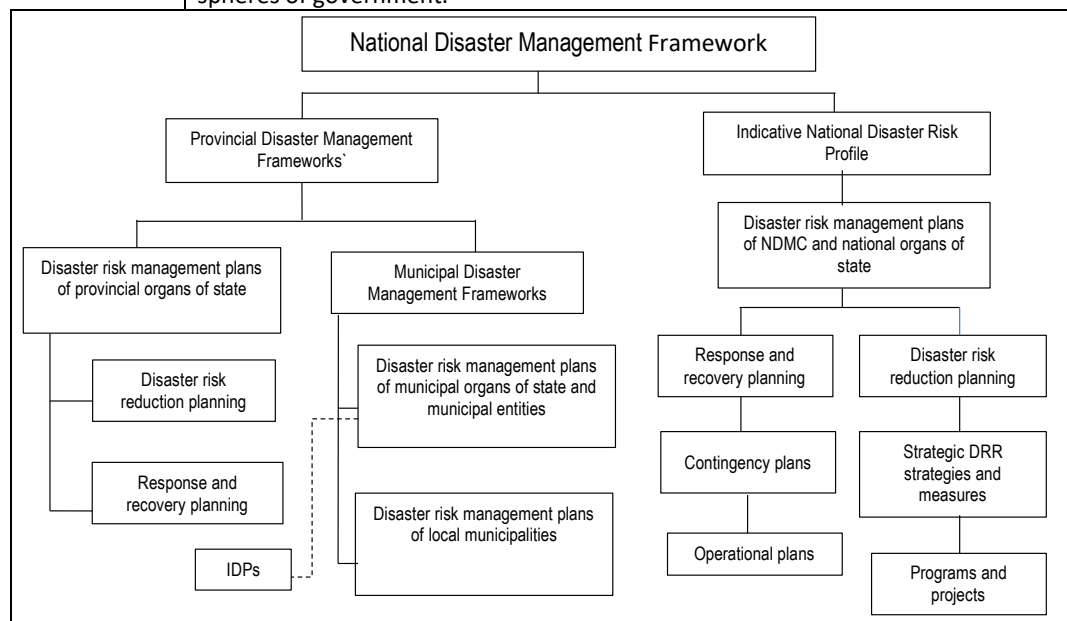 spheres of government.
National Disaster Management Framework
Provincial Disaster Management
Frameworks`
Indicative National Disaster Risk
Profile
Disaster risk management plans
of NDMC and national organs of
state
Disaster risk management plans
of provincial organs of state
Municipal Disaster
Management Frameworks
Response and
recovery planning
Disaster risk
reduction planning
Disaster risk
reduction planning
Disaster risk management plans
of municipal organs of state and
municipal entities
Contingency plans
Strategic DRR
strategies and
measures
Response and
recovery planning
Disaster risk management plans
of local municipalities
Operational plans
IDPs
Programs and
projects